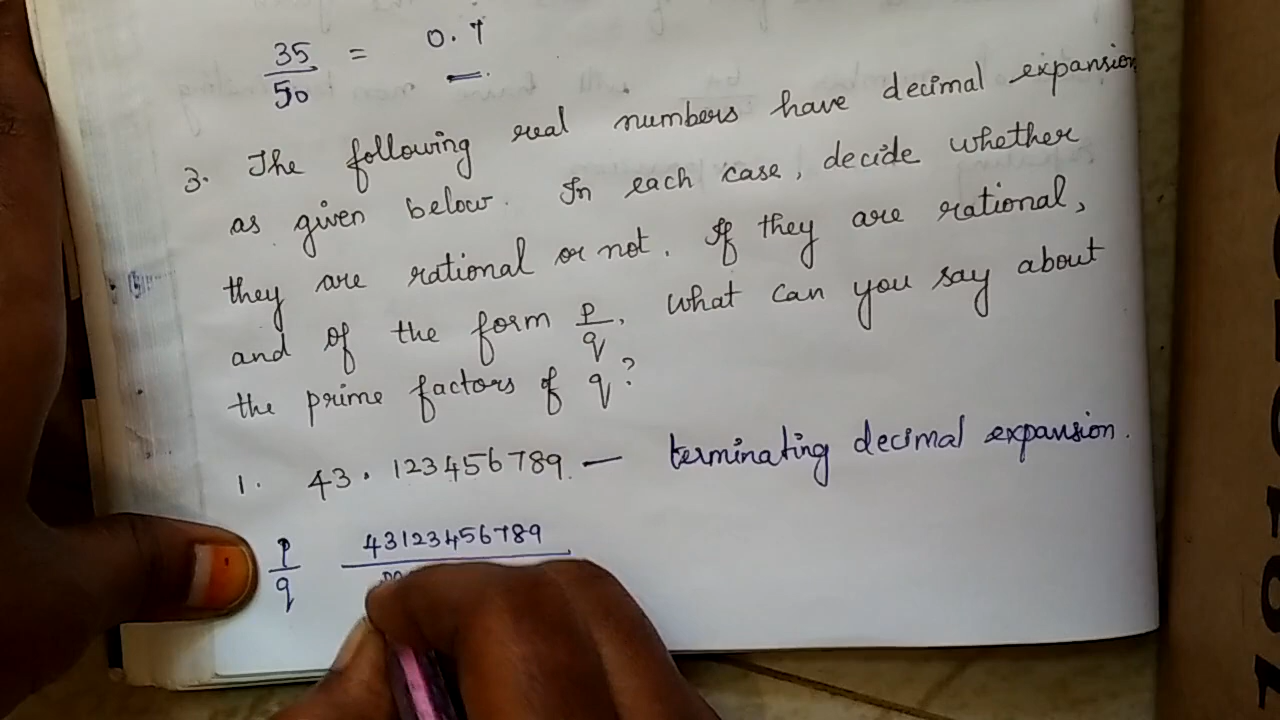 35/50 = 0.7
3. The following real numbers have decimal expansion
as given below. In each case, decide whether
they are rational or not. If they are rational,
and of the form p/q. What can you say about
the prime factors of q?
1. 43.123456789 — terminating decimal expansion.
p/q 43123456789